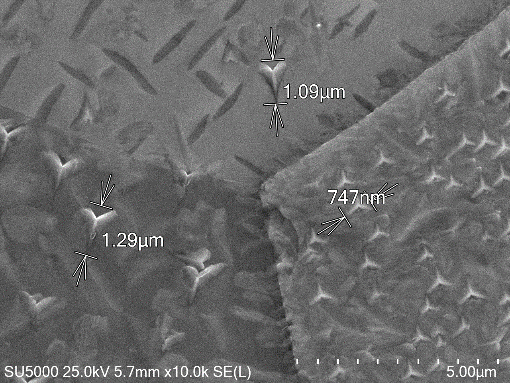 1.09µm
747nm
1.29µm
SU5000 25.0kV 5.7mm x10.0k SE(L)
5.00µm